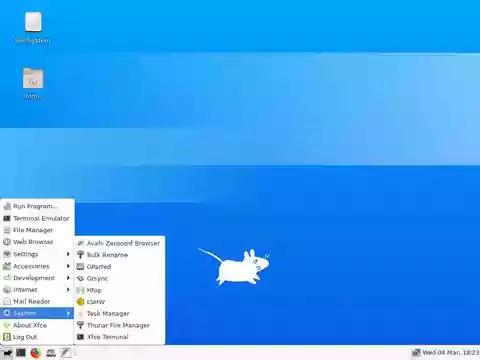 File System
Home
Run Program...
Terminal Emulator
File Manager
Web Browser
Settings
Accessories
Development
Internet
Mail Reader
System
About Xfce
Log Out
Avahi Zeroconf Browser
Bulk Rename
GParted
Grsync
Htop
LSHW
Task Manager
Thunar File Manager
Xfce Terminal
Wed 04 Mar, 18:23